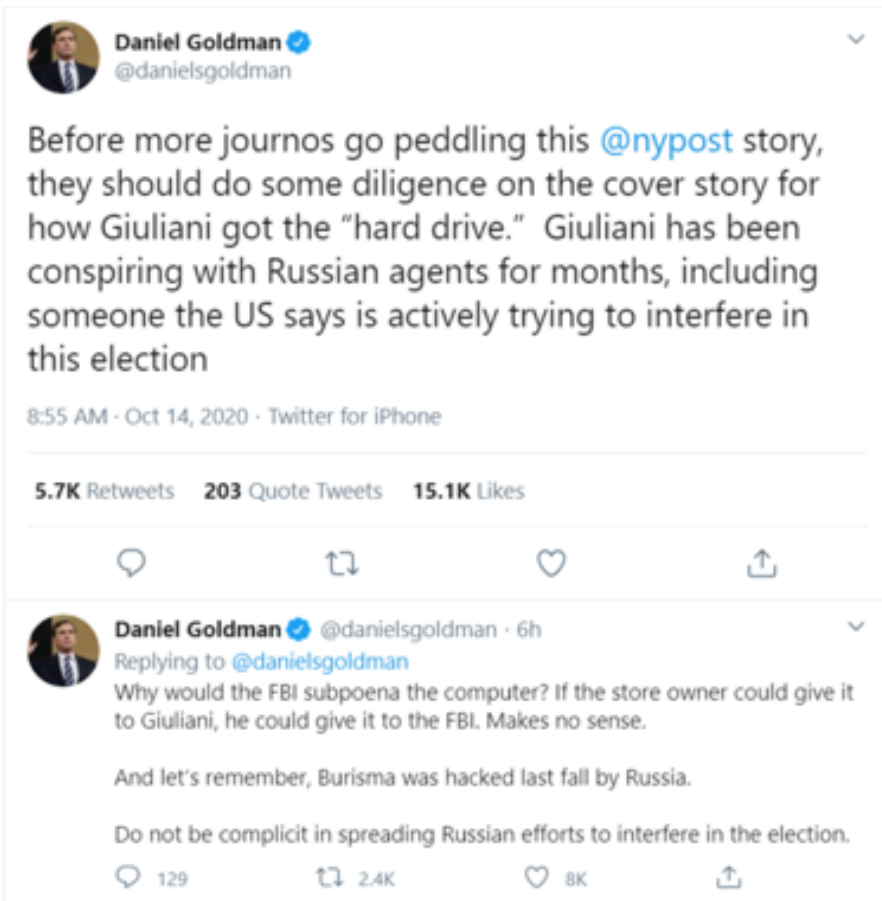 Daniel Goldman
@danielsgoldman
Before more journos go peddling this @nypost story,
they should do some diligence on the cover story for
how Giuliani got the “hard drive.”  Giuliani has been
conspiring with Russian agents for months, including
someone the US says is actively trying to interfere in
this election
8:55 AM · Oct 14, 2020 · Twitter for iPhone
5.7K Retweets 203 Quote Tweets 15.1K Likes
Daniel Goldman @danielsgoldman · 6h
Replying to @danielsgoldman
Why would the FBI subpoena the computer? If the store owner could give it
to Giuliani, he could give it to the FBI. Makes no sense.
And let's remember, Burisma was hacked last fall by Russia.
Do not be complicit in spreading Russian efforts to interfere in the election.
129 2.4K 8K